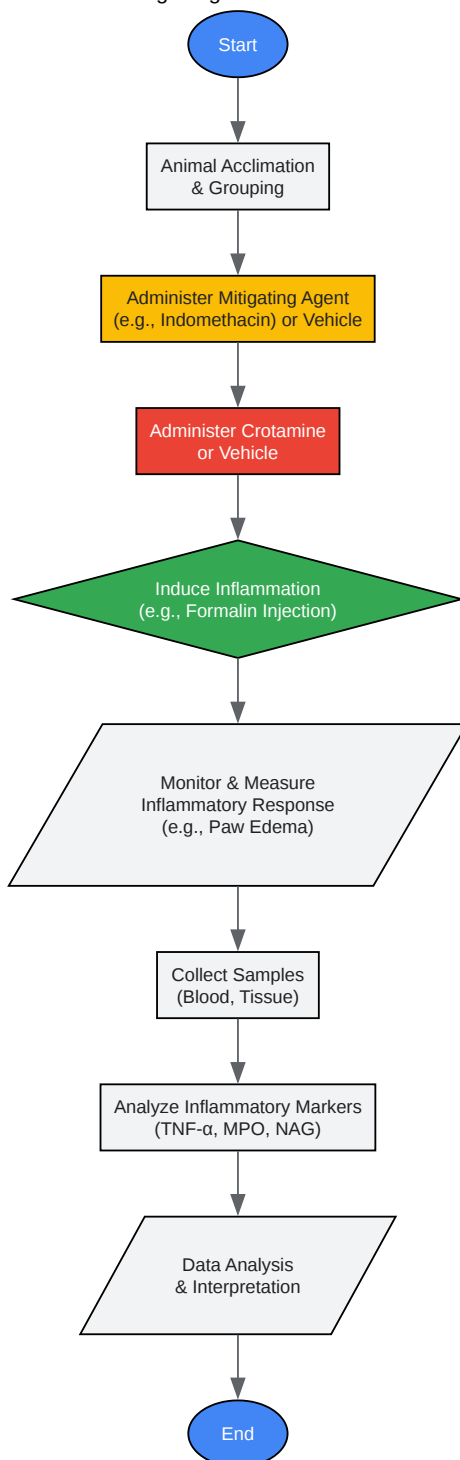 Start
Animal Acclimation
& Grouping
Administer Mitigating Agent
(e.g., Indomethacin) or Vehicle
Administer Crotamine
or Vehicle
Induce Inflammation
(e.g., Formalin Injection)
Monitor & Measure
Inflammatory Response
(e.g., Paw Edema)
Collect Samples
(Blood, Tissue)
Analyze Inflammatory Markers
(TNF-α, MPO, NAG)
Data Analysis
& Interpretation
End